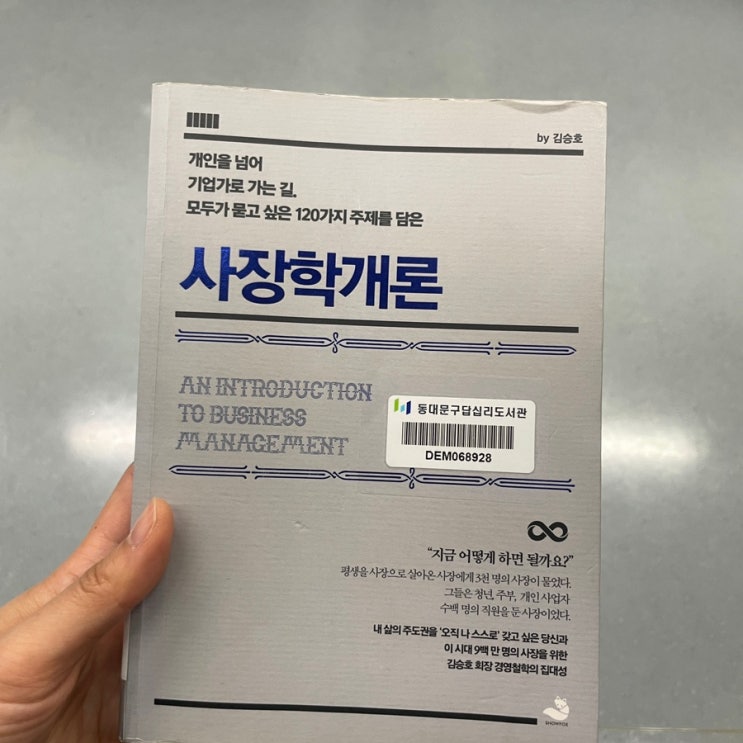 by 김승호
개인을 넘어
기업가로 가는 길.
모두가 묻고 싶은 120가지 주제를 담은
사장학개론
AN INTRODUCTION
TO BUSINESS
MANAGEMENT
동대문구답십리도서관
DEM068928
“지금 어떻게 하면 될까요?”
평생을 사장으로 살아온 사장에게 3천 명의 사장이 물었다.
그들은 청년, 주부, 개인 사업자
수백 명의 직원을 둔 사장이었다.
내 삶의 주도권을 ‘오직 나 스스로’ 갖고 싶은 당신과
이 시대 9백 만 명의 사장을 위한
김승호 회장 경영철학의 집대성
SNOWFOX